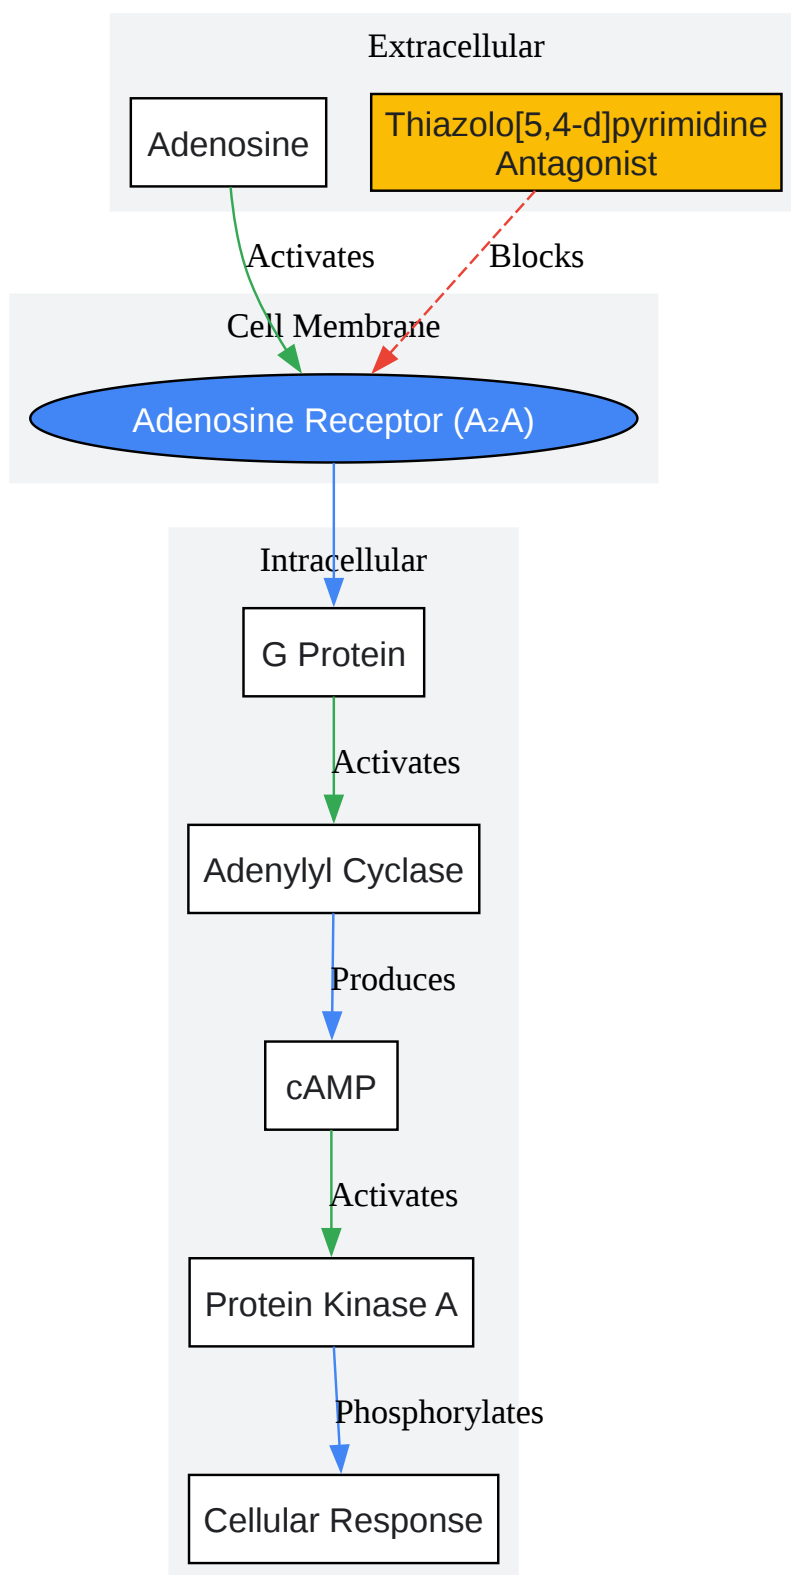 Extracellular
Adenosine
Thiazolo[5,4-d]pyrimidine
Antagonist
Activates
Blocks
Cell Membrane
Adenosine Receptor (A₂A)
Intracellular
G Protein
Activates
Adenylyl Cyclase
Produces
cAMP
Activates
Protein Kinase A
Phosphorylates
Cellular Response